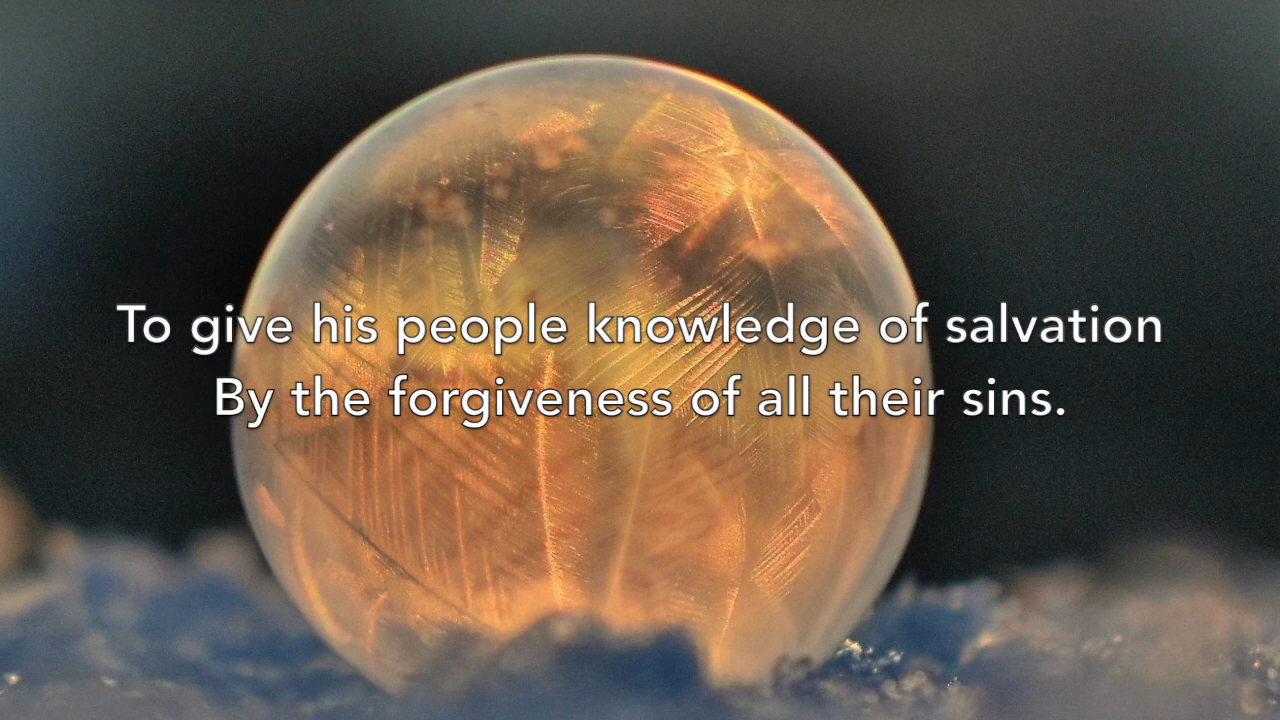 To give his people knowledge of salvation
By the forgiveness of all their sins.